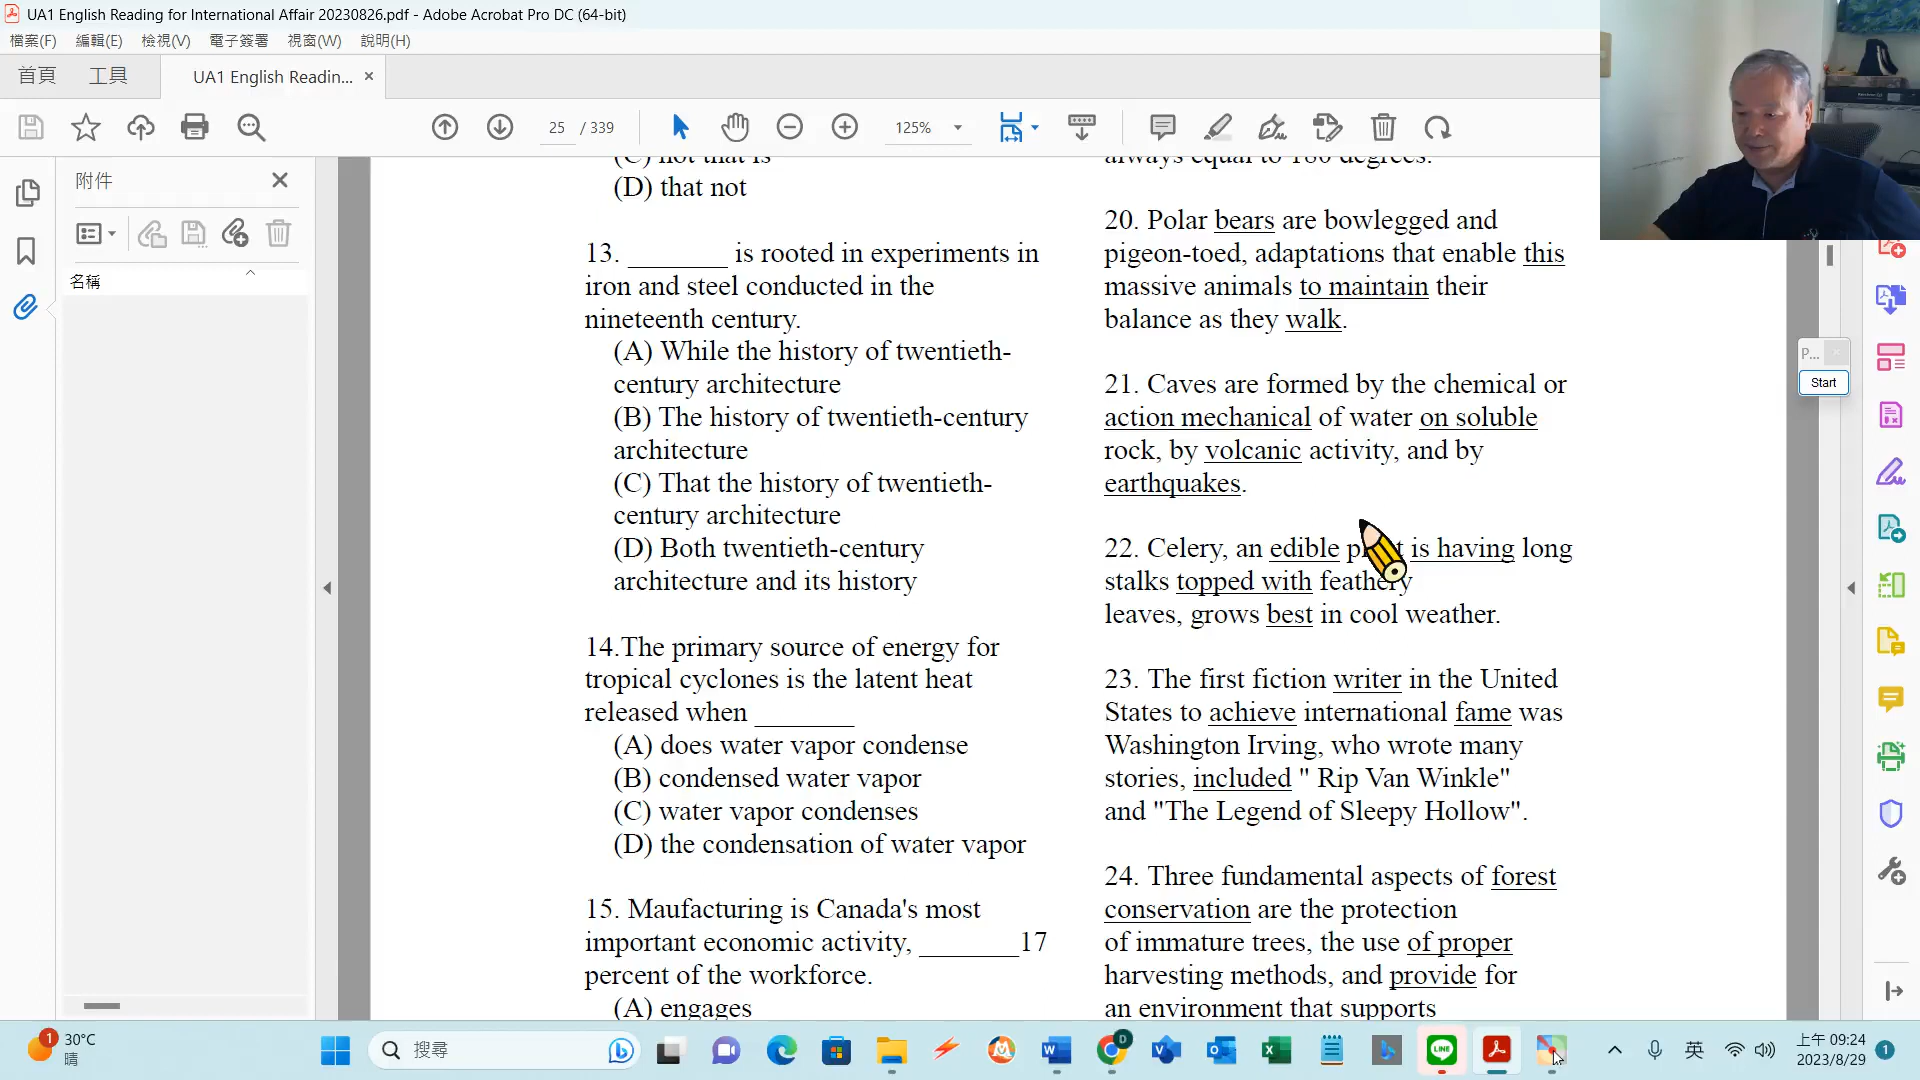 UA1 English Reading for International Affair 20230826.pdf - Adobe Acrobat Pro DC (64-bit)
檔案(F) 編輯(E) 檢視(V) 電子簽署 視窗(W) 說明(H)
首頁 工具 UA1 English Readin... ×
25 / 339 125%
附件
名稱
(C) not that is
(D) that not
13. _______ is rooted in experiments in
iron and steel conducted in the
nineteenth century.
(A) While the history of twentieth-
century architecture
(B) The history of twentieth-century
architecture
(C) That the history of twentieth-
century architecture
(D) Both twentieth-century
architecture and its history
14.The primary source of energy for
tropical cyclones is the latent heat
released when _______
(A) does water vapor condense
(B) condensed water vapor
(C) water vapor condenses
(D) the condensation of water vapor
15. Maufacturing is Canada's most
important economic activity, _______17
percent of the workforce.
(A) engages
always equal to 180 degrees.
20. Polar bears are bowlegged and
pigeon-toed, adaptations that enable this
massive animals to maintain their
balance as they walk.
21. Caves are formed by the chemical or
action mechanical of water on soluble
rock, by volcanic activity, and by
earthquakes.
22. Celery, an edible is having long
stalks topped with feathery
leaves, grows best in cool weather.
23. The first fiction writer in the United
States to achieve international fame was
Washington Irving, who wrote many
stories, included " Rip Van Winkle"
and "The Legend of Sleepy Hollow".
24. Three fundamental aspects of forest
conservation are the protection
of immature trees, the use of proper
harvesting methods, and provide for
an environment that supports
P...
Start
1
30°C
晴
搜尋
D
LINE
英
上午 09:24
2023/8/29
1